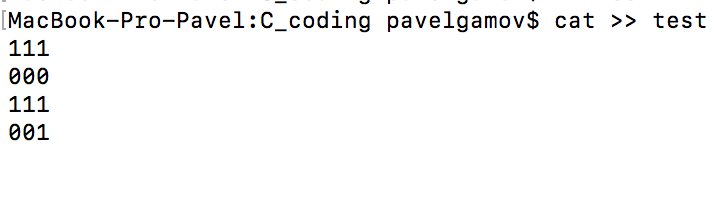 [MacBook-Pro-Pavel:C_coding pavelgamov$ cat >> test
111
000
111
001